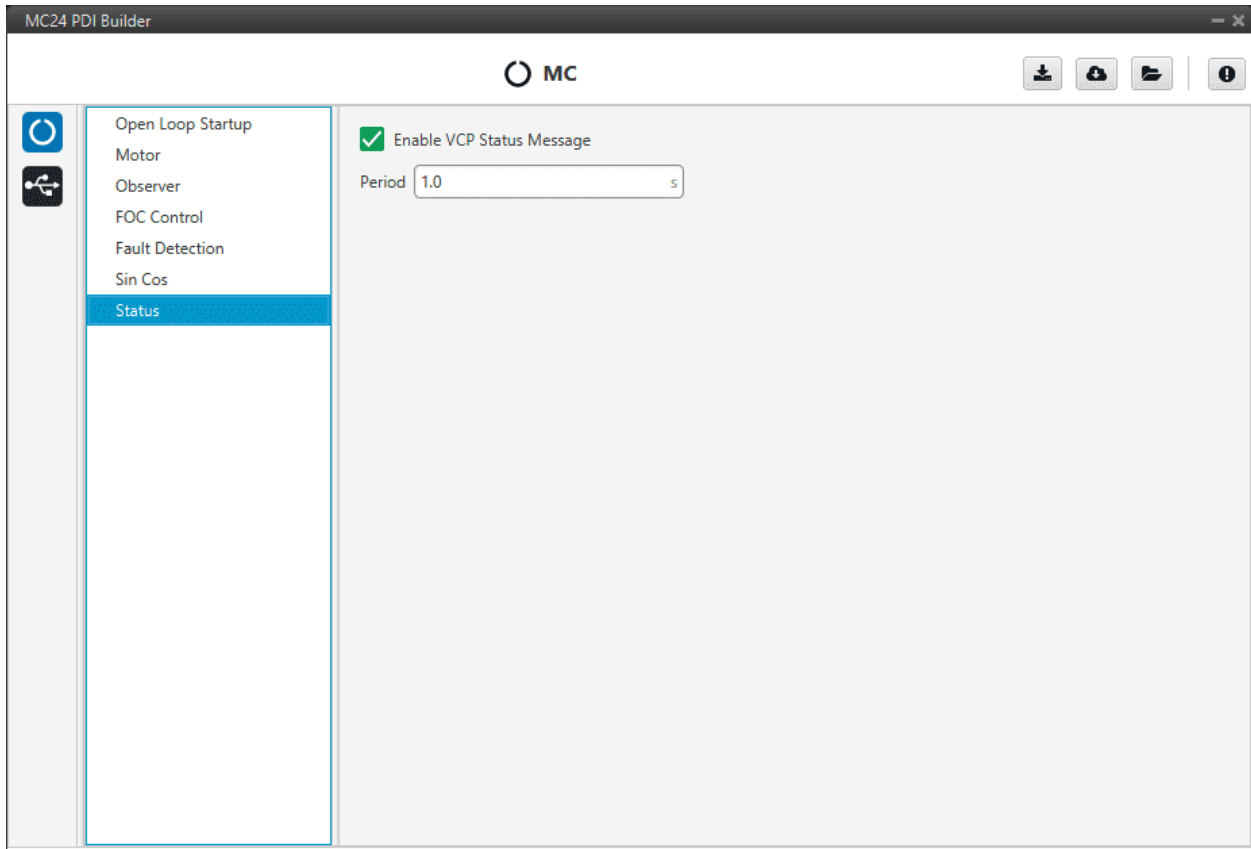 MC24 PDI Builder
MC
Open Loop Startup
Motor
Observer
FOC Control
Fault Detection
Sin Cos
Status
Enable VCP Status Message
Period 1.0 s